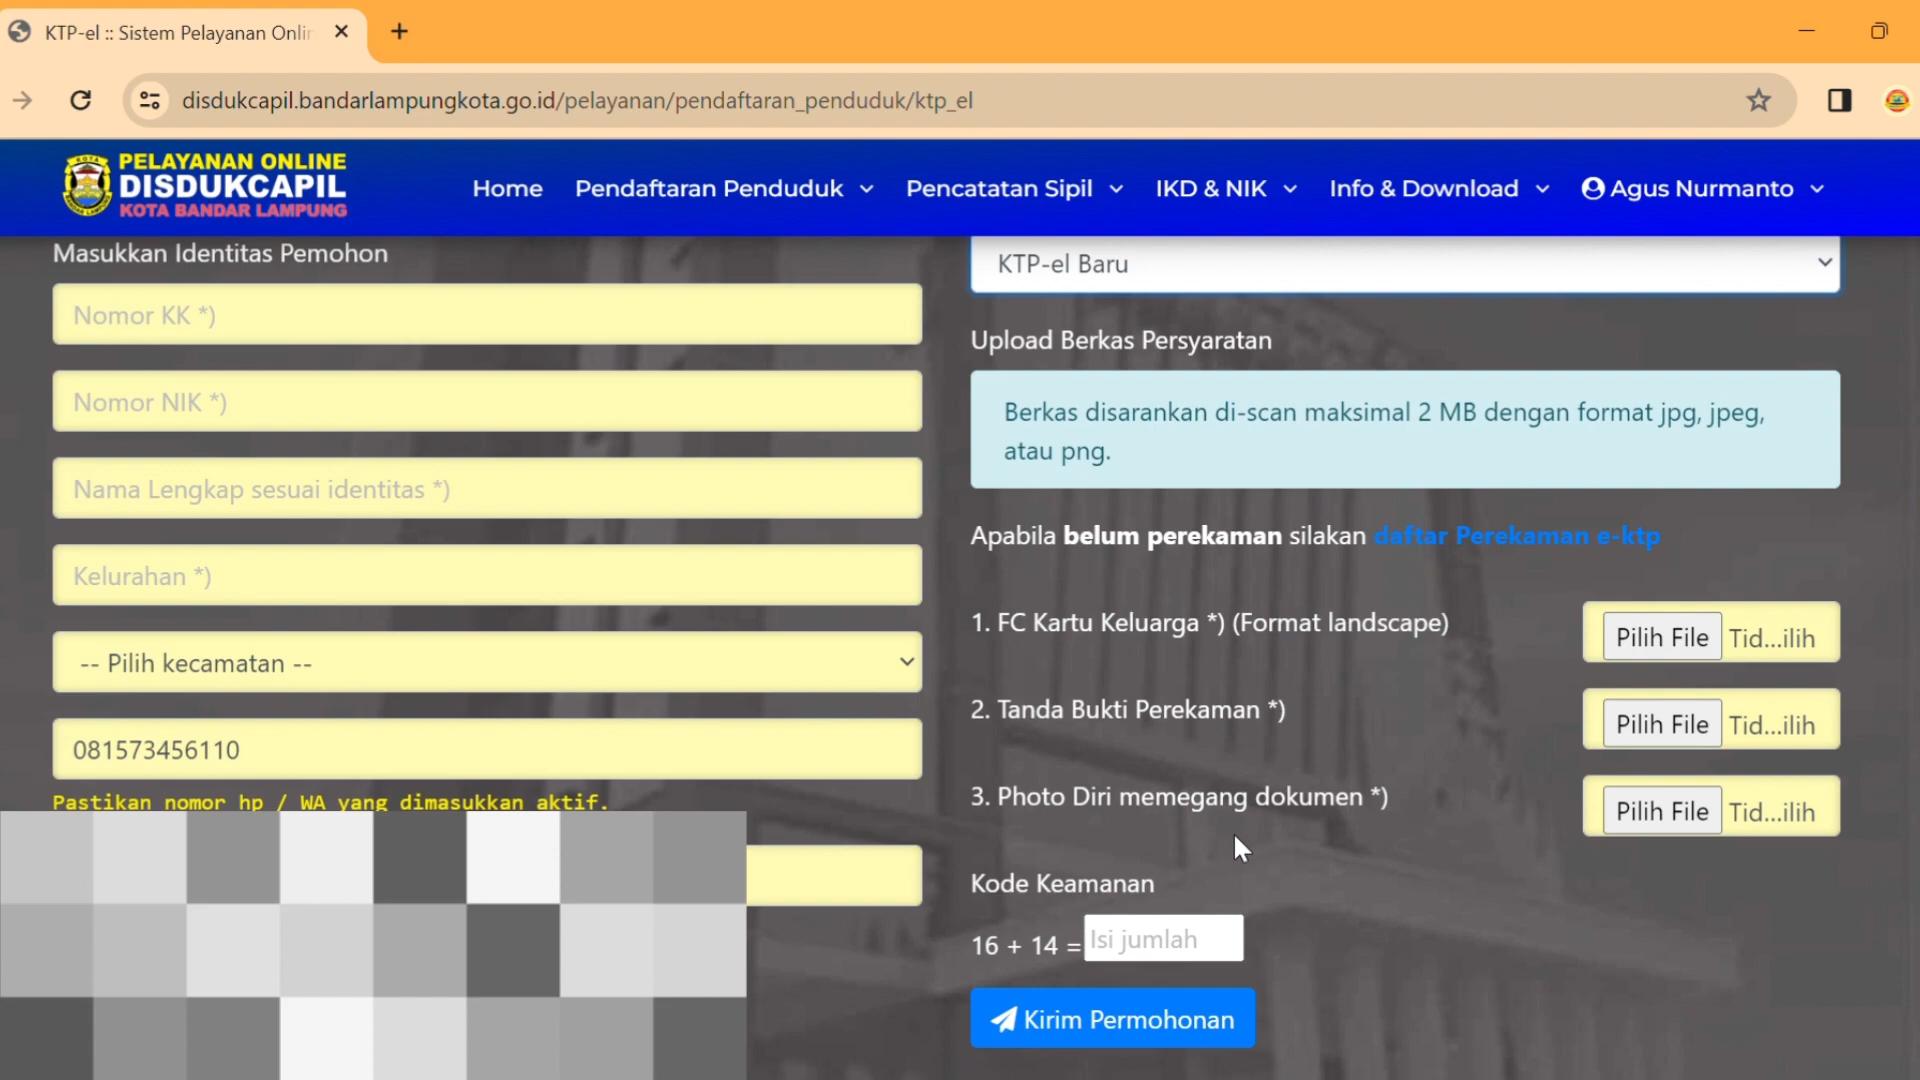 KTP-el :: Sistem Pelayanan Onlin
disdukcapil.bandarlampungkota.go.id/pelayanan/pendaftaran_penduduk/ktp_el
KOTA
PELAYANAN ONLINE
DISDUKCAPIL
KOTA BANDAR LAMPUNG
Home
Pendaftaran Penduduk
Pencatatan Sipil
IKD & NIK
Info & Download
Agus Nurmanto
Masukkan Identitas Pemohon
Nomor KK *)
Nomor NIK *)
Nama Lengkap sesuai identitas *)
Kelurahan *)
-- Pilih kecamatan --
081573456110
Pastikan nomor hp / WA yang dimasukkan aktif.
KTP-el Baru
Upload Berkas Persyaratan
Berkas disarankan di-scan maksimal 2 MB dengan format jpg, jpeg,
atau png.
Apabila belum perekaman silakan daftar Perekaman e-ktp
1. FC Kartu Keluarga *) (Format landscape)
Pilih File Tid...ilih
2. Tanda Bukti Perekaman *)
Pilih File Tid...ilih
3. Photo Diri memegang dokumen *)
Pilih File Tid...ilih
Kode Keamanan
16 + 14 = Isi jumlah
Kirim Permohonan